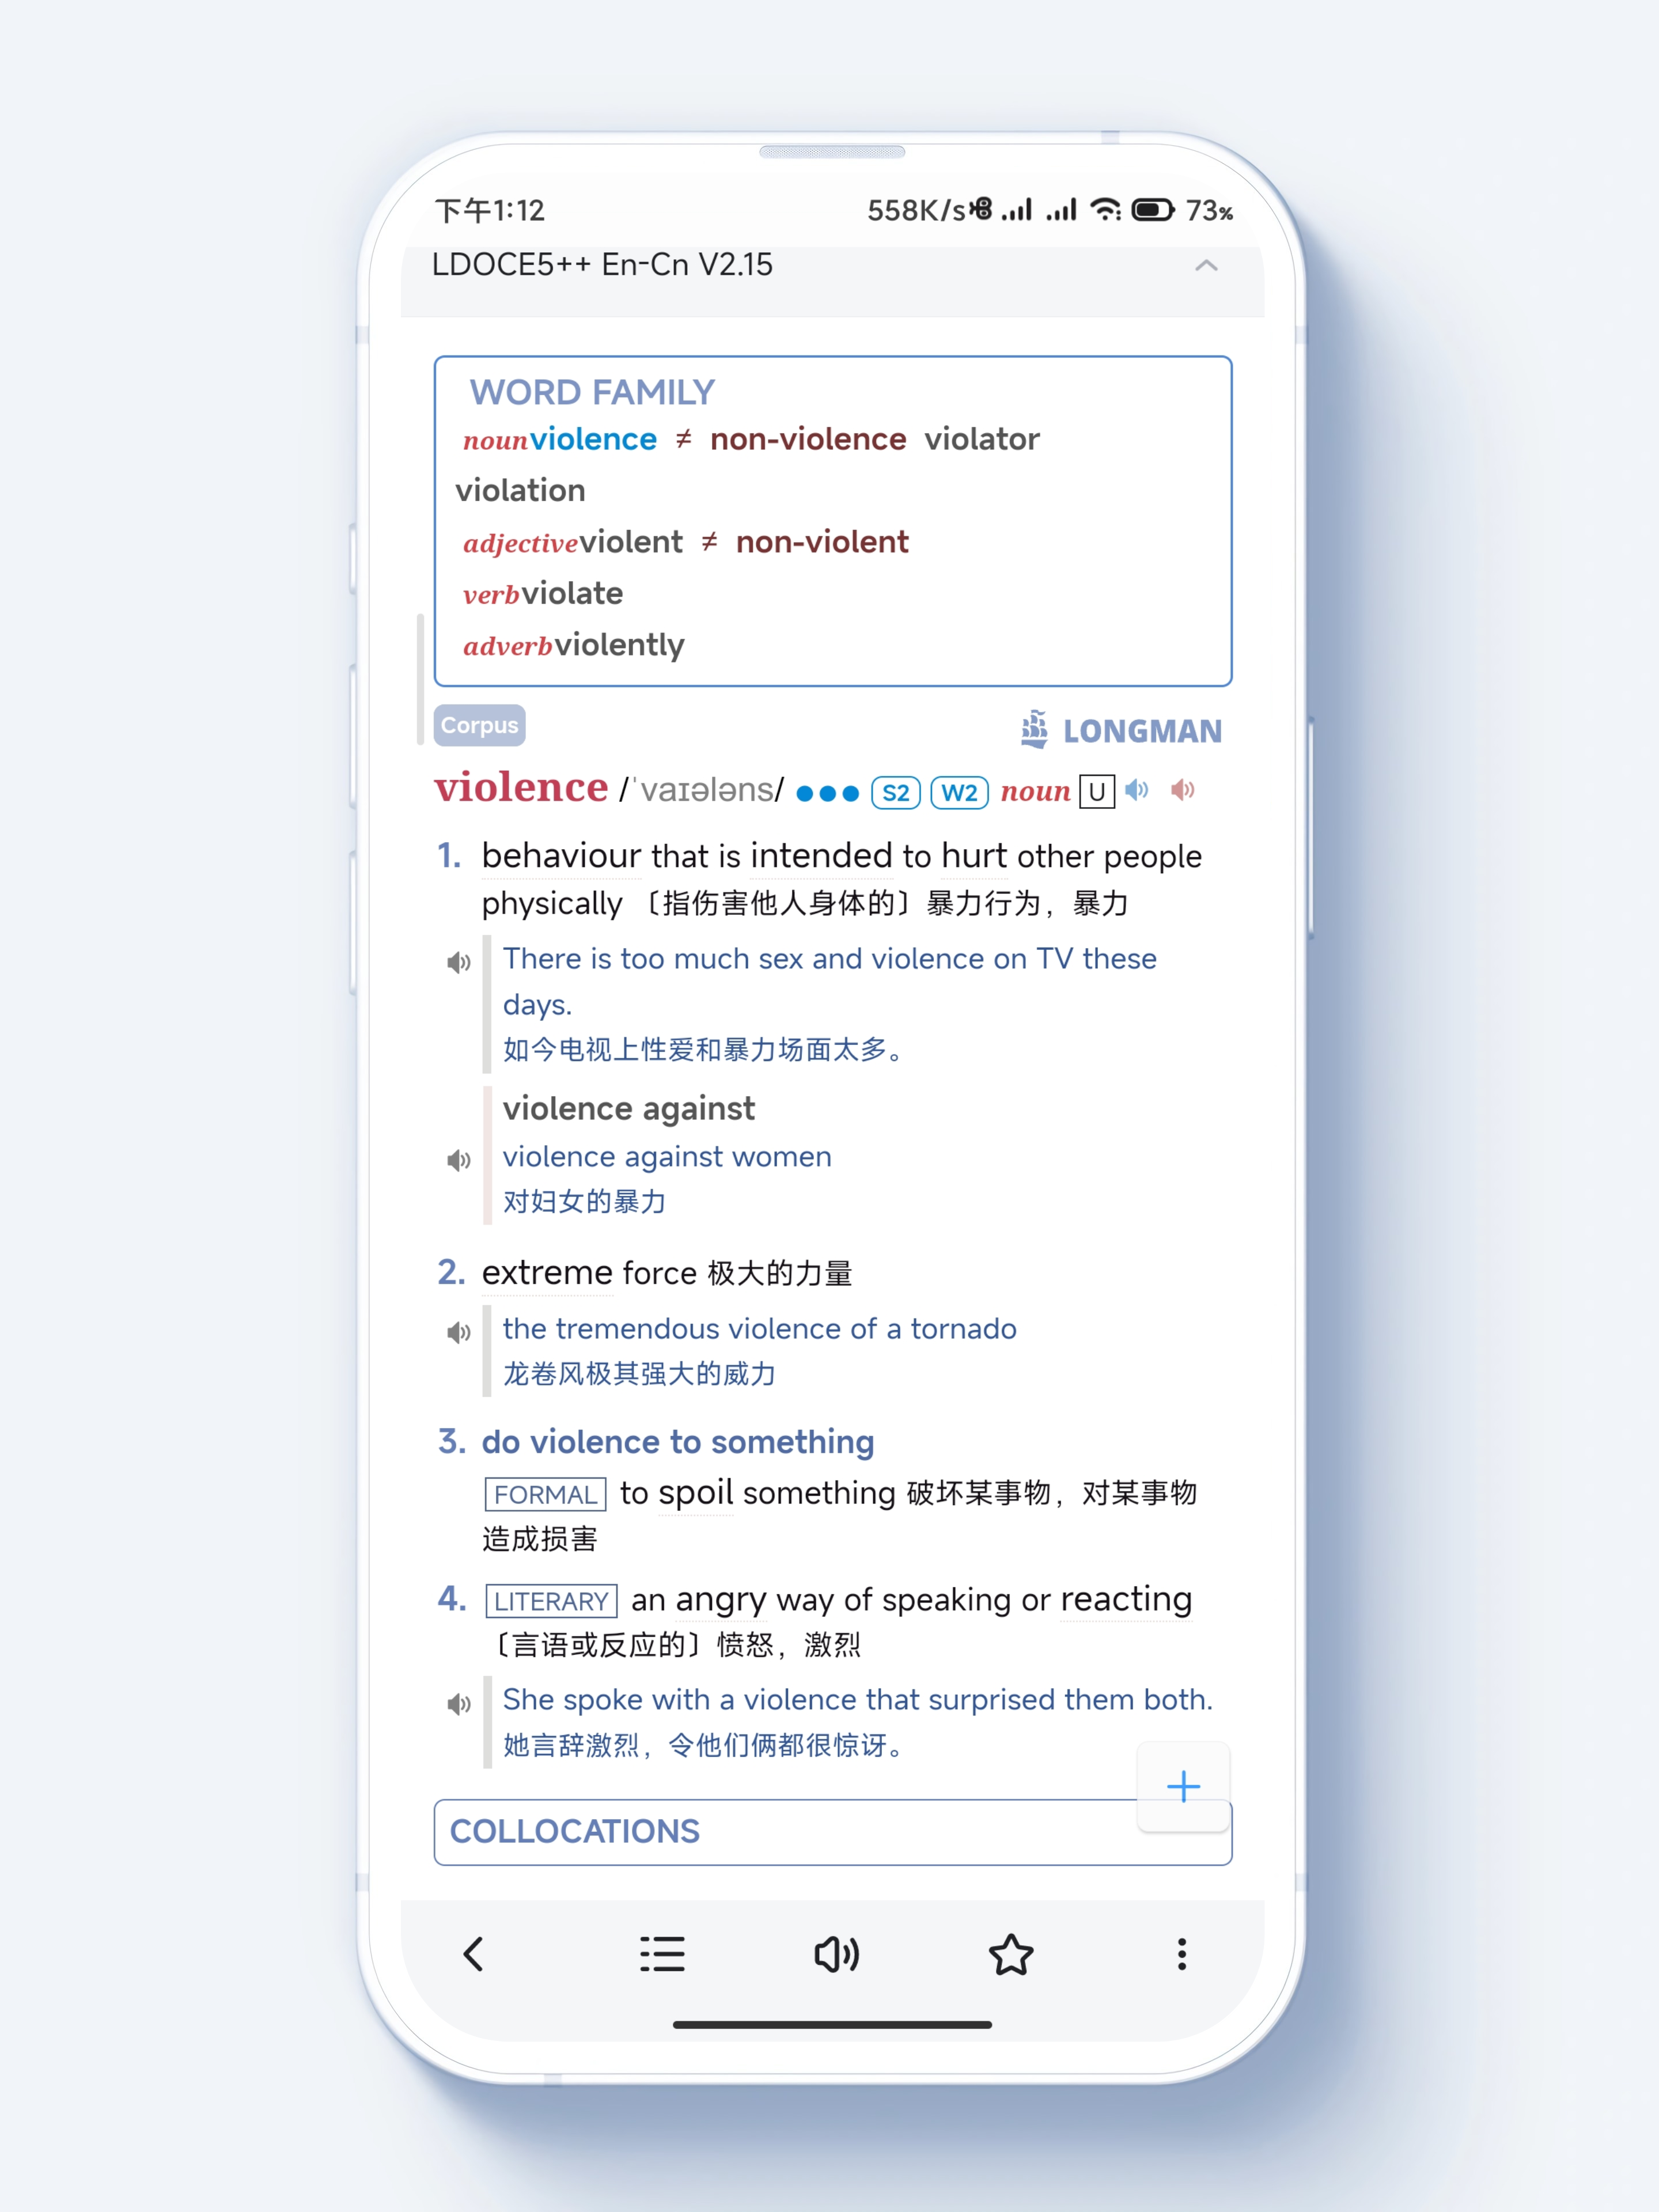 下午1:12 558K/s 73%
LDOCE5++ En-Cn V2.15
WORD FAMILY
noun violence ≠ non-violence violator
violation
adjective violent ≠ non-violent
verb violate
adverb violently
Corpus LONGMAN
violence /ˈvaɪələns/ ●●● S2 W2 noun U
1. behaviour that is intended to hurt other people
physically 〔指伤害他人身体的〕暴力行为，暴力
There is too much sex and violence on TV these
days.
如今电视上性爱和暴力场面太多。
violence against
violence against women
对妇女的暴力
2. extreme force 极大的力量
the tremendous violence of a tornado
龙卷风极其强大的威力
3. do violence to something
FORMAL to spoil something 破坏某事物，对某事物
造成损害
4. LITERARY an angry way of speaking or reacting
〔言语或反应的〕愤怒，激烈
She spoke with a violence that surprised them both.
她言辞激烈，令他们俩都很惊讶。
COLLOCATIONS